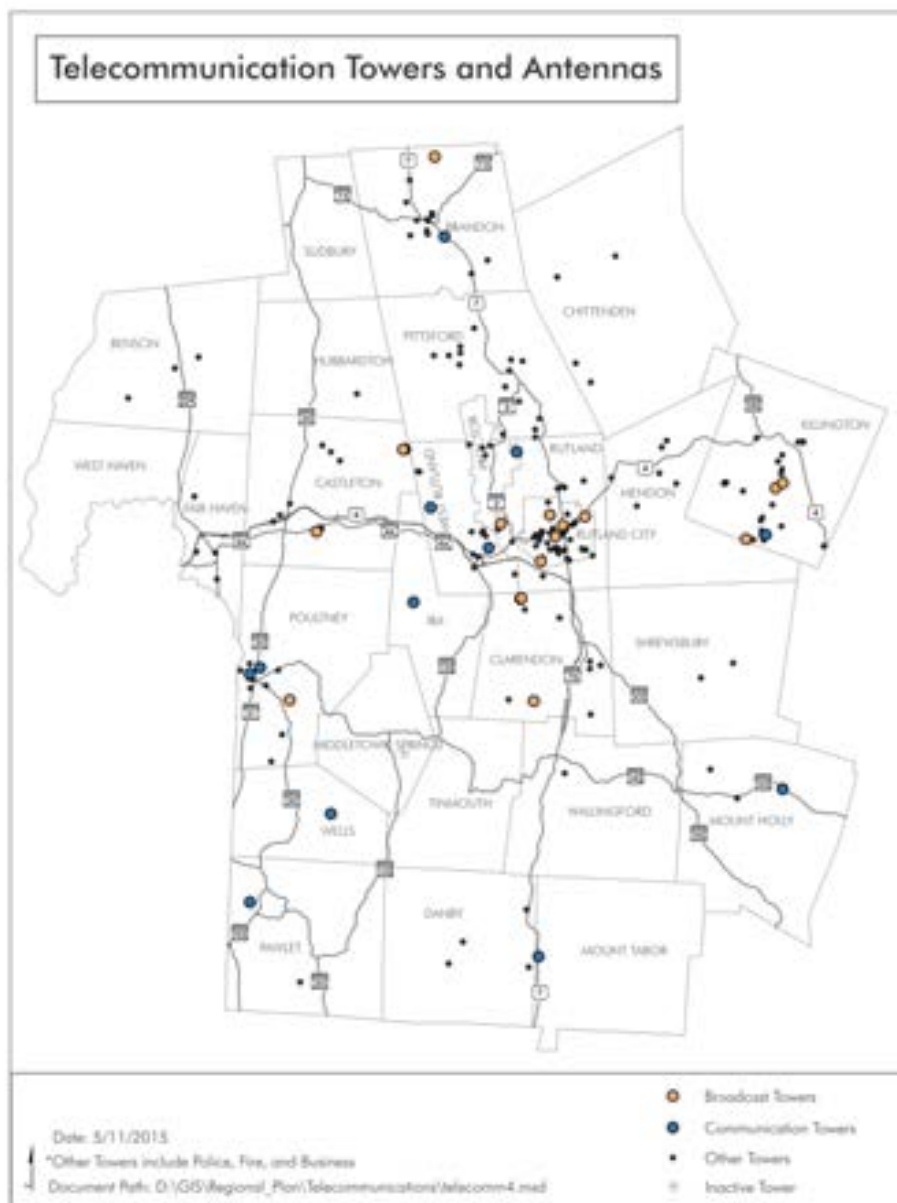 Telecommunication Towers and Antennas
BRANDON
SUDBURY
CHITTENDEN
PITTSFORD
BENSON
HUBBARDTON
KILLINGTON
RUTLAND
WEST HAVEN
CASTLETON
MENDON
FAIR HAVEN
RUTLAND CITY
POULTNEY
IRA
CLARENDON
SHREWSBURY
MIDDLETOWN SPRINGS
TINMOUTH
WALLINGFORD
WELLS
MOUNT HOLLY
DANBY
PAWLET
MOUNT TABOR
Broadcast Towers
Communication Towers
Date: 5/11/2015
*Other Towers include Police, Fire, and Business
Other Towers
Document Path: D:\GIS\Regional_Plan\Telecommunications\telecomm4.mxd
Inactive Tower